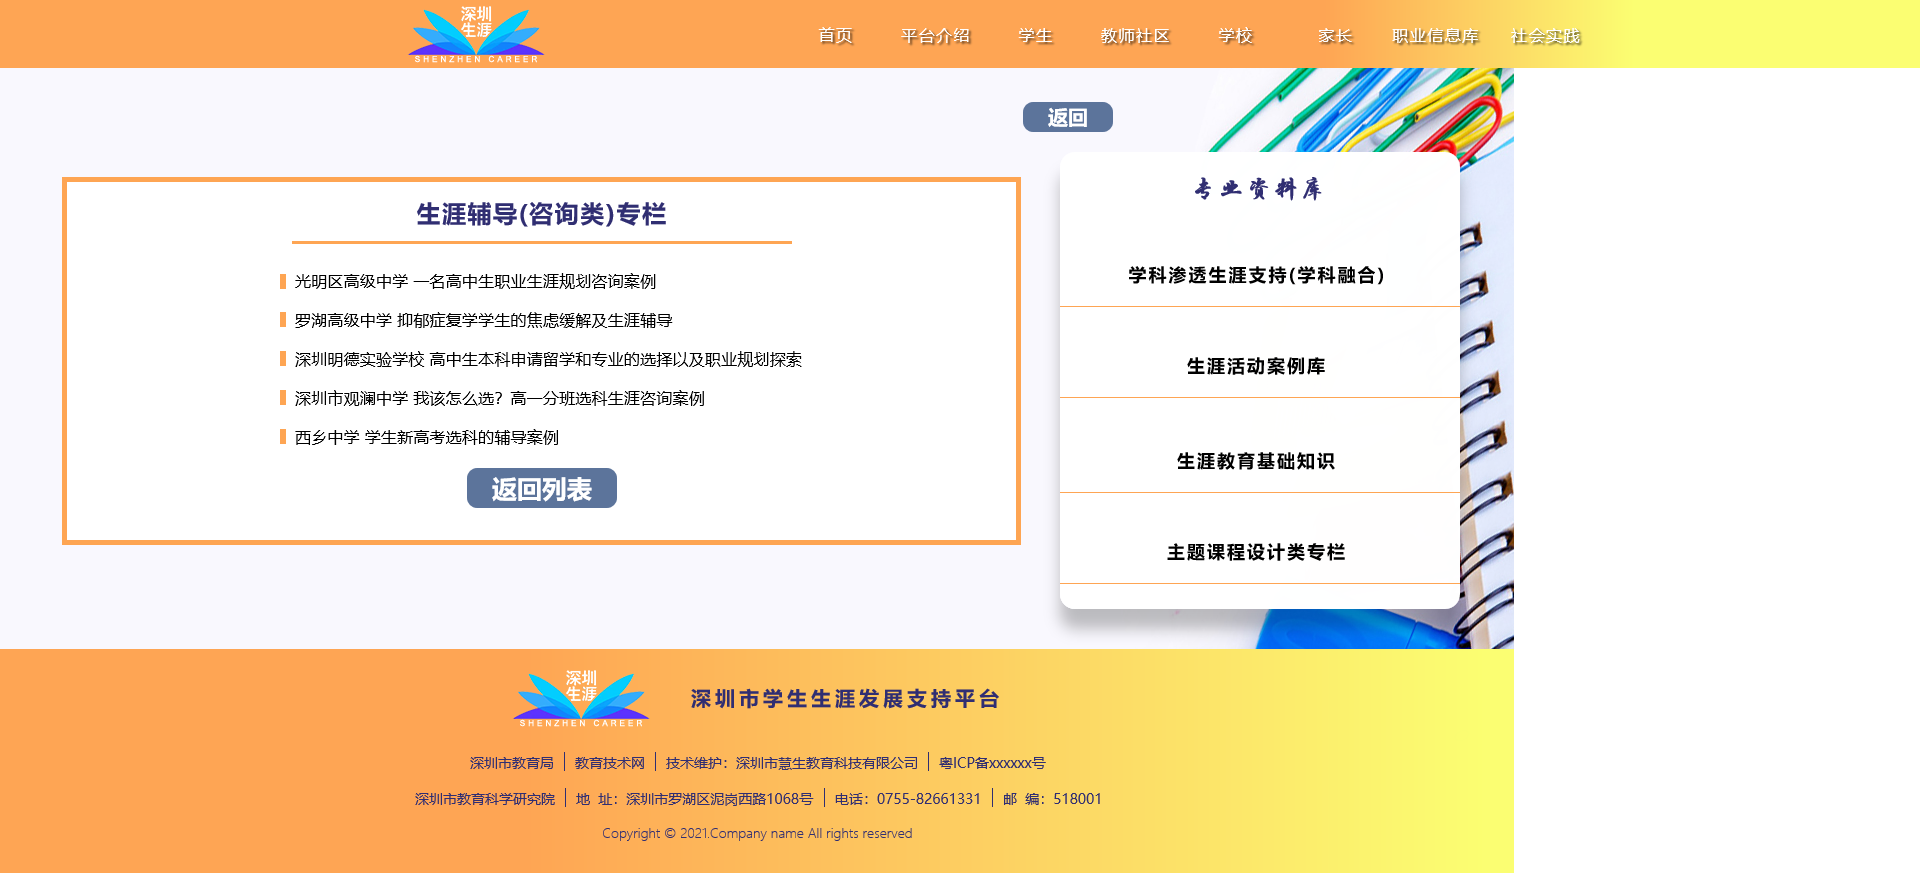 深圳
生涯
SHENZHEN CAREER
首页 平台介绍 学生 教师社区 学校 家长 职业信息库 社会实践
返回
生涯辅导(咨询类)专栏
光明区高级中学 一名高中生职业生涯规划咨询案例
罗湖高级中学 抑郁症复学学生的焦虑缓解及生涯辅导
深圳明德实验学校 高中生本科申请留学和专业的选择以及职业规划探索
深圳市观澜中学 我该怎么选？高一分班选科生涯咨询案例
西乡中学 学生新高考选科的辅导案例
返回列表
专业资料库
学科渗透生涯支持(学科融合)
生涯活动案例库
生涯教育基础知识
主题课程设计类专栏
深圳
生涯
SHENZHEN CAREER
深圳市学生生涯发展支持平台
深圳市教育局 教育技术网 技术维护：深圳市慧生教育科技有限公司 粤ICP备xxxxxx号
深圳市教育科学研究院 地 址：深圳市罗湖区泥岗西路1068号 电话：0755-82661331 邮 编：518001
Copyright © 2021.Company name All rights reserved